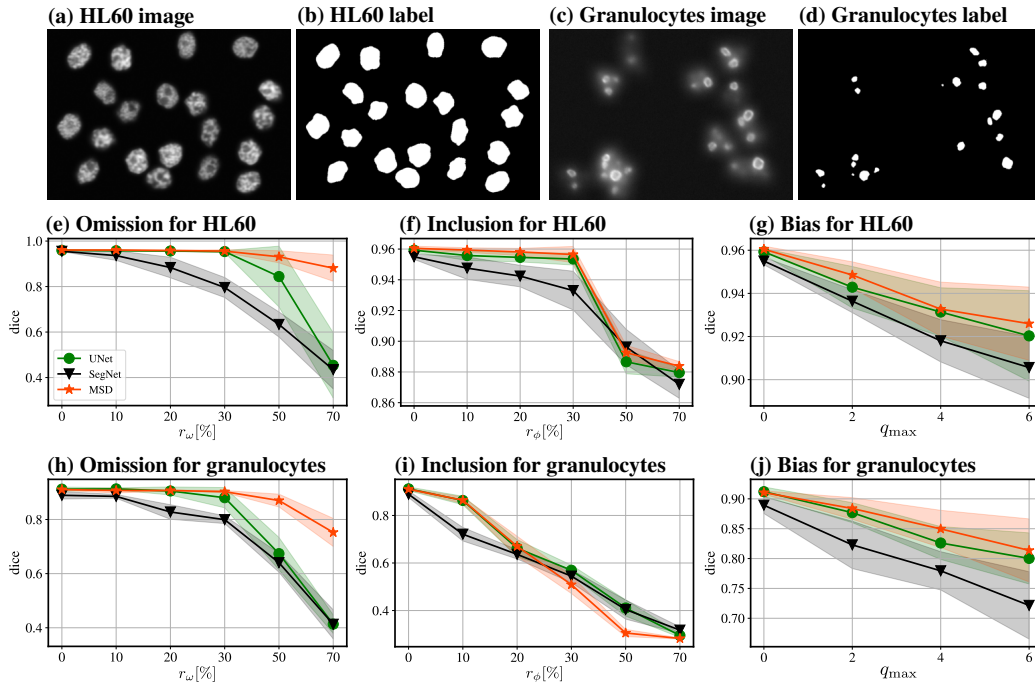 (a) HL60 image
(b) HL60 label
(c) Granulocytes image
(d) Granulocytes label
(e) Omission for HL60
(f) Inclusion for HL60
(g) Bias for HL60
dice
1.0
0.8
0.6
0.4
UNet
SegNet
MSD
0 10 20 30 50 70
r_ω[%]
dice
0.96
0.94
0.92
0.90
0.88
0.86
0 10 20 30 50 70
r_ϕ[%]
dice
0.96
0.94
0.92
0.90
0 2 4 6
q_max
(h) Omission for granulocytes
(i) Inclusion for granulocytes
(j) Bias for granulocytes
dice
0.8
0.6
0.4
0 10 20 30 50 70
r_ω[%]
dice
0.8
0.6
0.4
0 10 20 30 50 70
r_ϕ[%]
dice
0.90
0.85
0.80
0.75
0.70
0 2 4 6
q_max